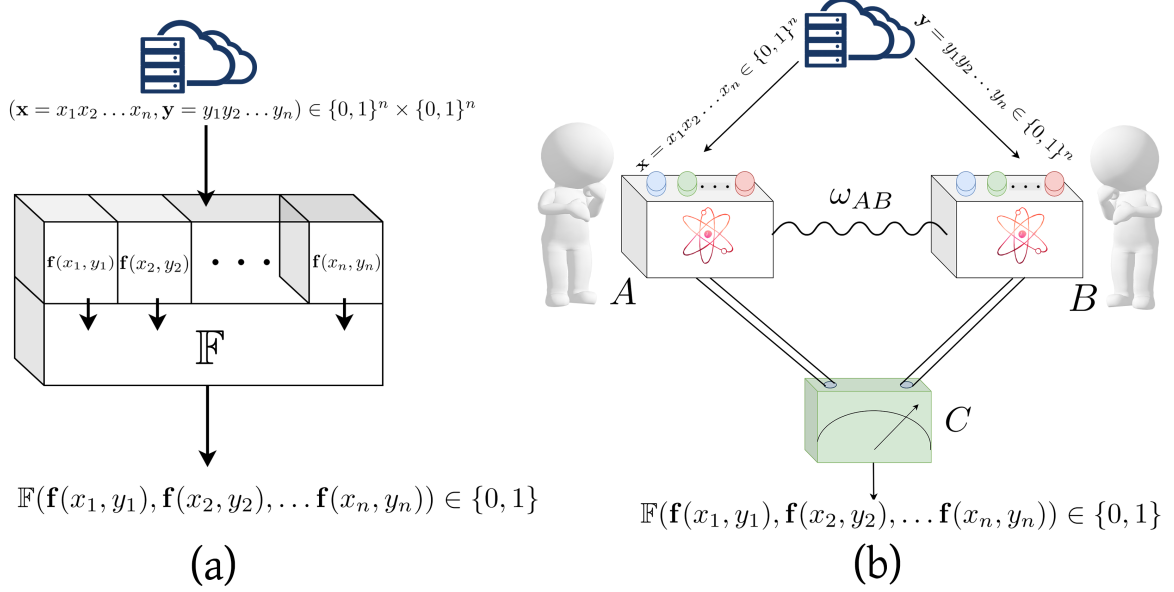 (𝐱 = x₁x₂ … xₙ, 𝐲 = y₁y₂ … yₙ) ∈ {0, 1}ⁿ × {0, 1}ⁿ
𝐟(x₁, y₁) 𝐟(x₂, y₂) • • • 𝐟(xₙ, yₙ)
𝔽
𝔽(𝐟(x₁, y₁), 𝐟(x₂, y₂), … 𝐟(xₙ, yₙ)) ∈ {0, 1}
(a)
𝐱 = x₁x₂ … xₙ ∈ {0, 1}ⁿ
𝐲 = y₁y₂ … yₙ ∈ {0, 1}ⁿ
ω_{AB}
A
B
C
𝔽(𝐟(x₁, y₁), 𝐟(x₂, y₂), … 𝐟(xₙ, yₙ)) ∈ {0, 1}
(b)